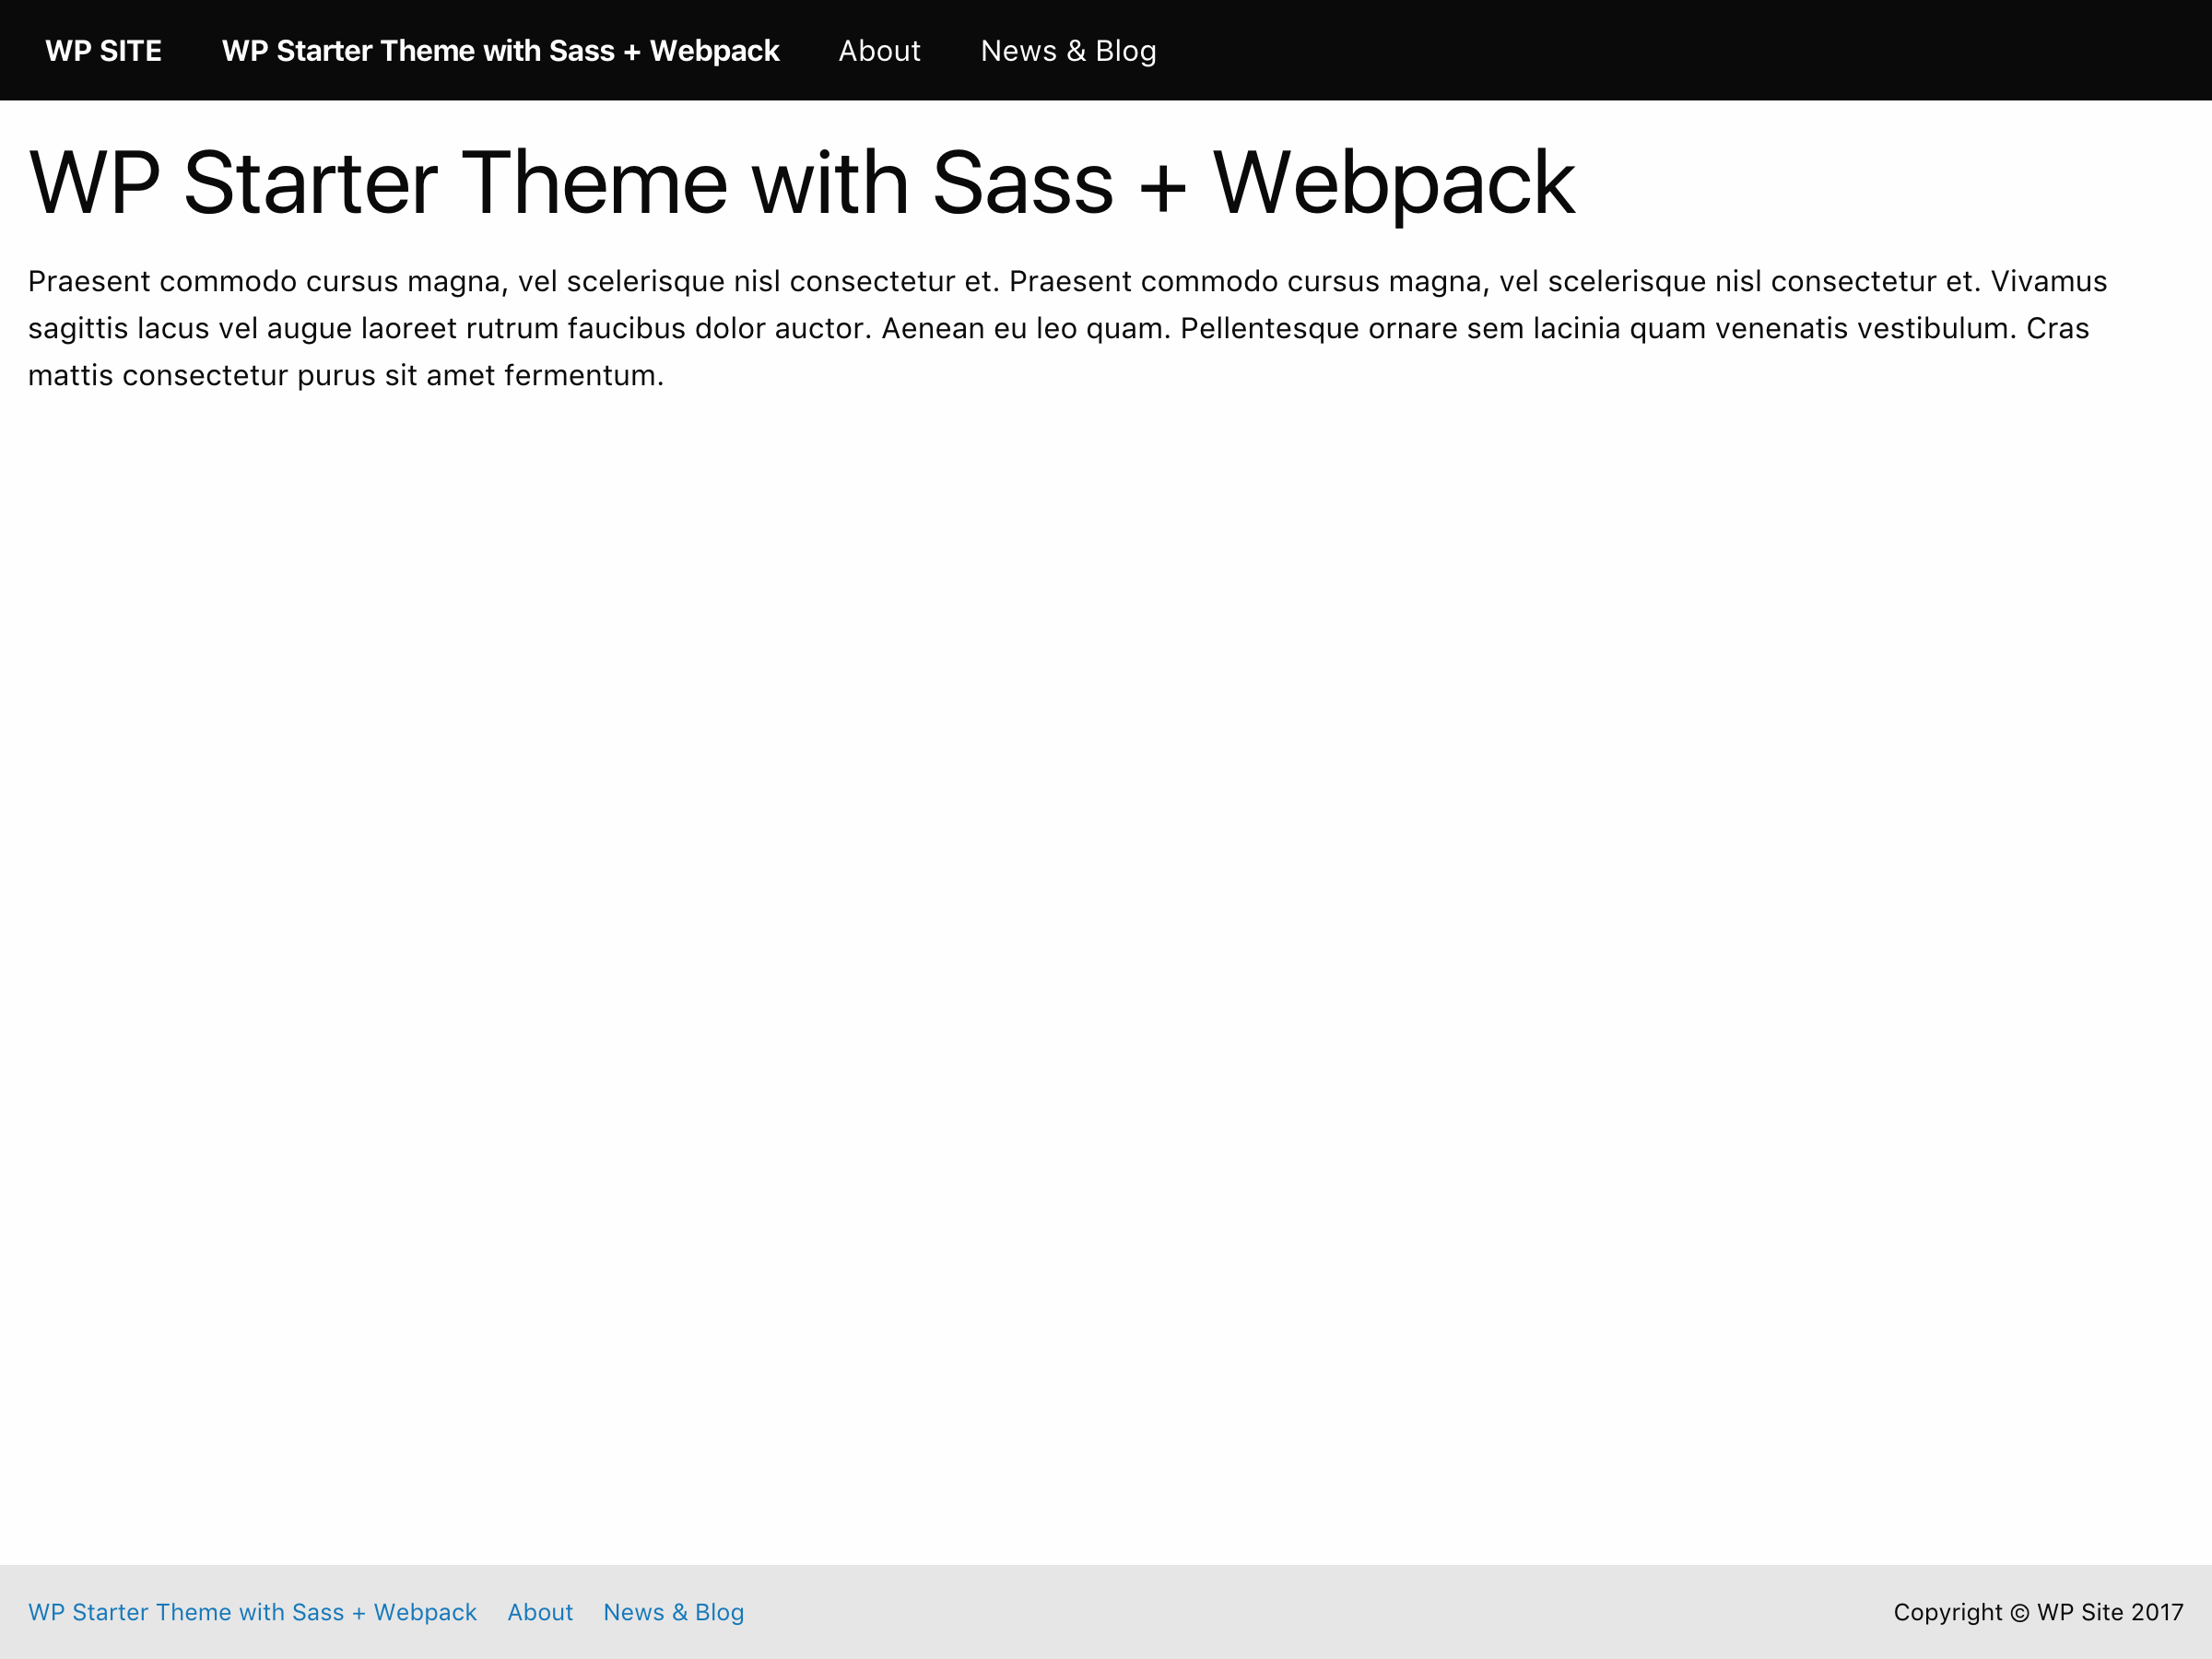 WP SITE WP Starter Theme with Sass + Webpack About News & Blog
WP Starter Theme with Sass + Webpack
Praesent commodo cursus magna, vel scelerisque nisl consectetur et. Praesent commodo cursus magna, vel scelerisque nisl consectetur et. Vivamus
sagittis lacus vel augue laoreet rutrum faucibus dolor auctor. Aenean eu leo quam. Pellentesque ornare sem lacinia quam venenatis vestibulum. Cras
mattis consectetur purus sit amet fermentum.
WP Starter Theme with Sass + Webpack About News & Blog Copyright © WP Site 2017